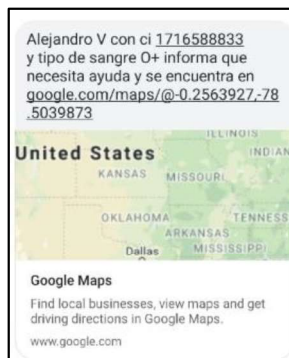 Alejandro V con ci 1716588833
y tipo de sangre O+ informa que
necesita ayuda y se encuentra en
google.com/maps/@-0.2563927,-78
.5039873
ILLINOIS
United States
INDIAN
KANSAS
MISSOURI
OKLAHOMA
TENNESS
ARKANSAS
Dallas
MISSISSIPPI
Google Maps
Find local businesses, view maps and get
driving directions in Google Maps.
www.google.com